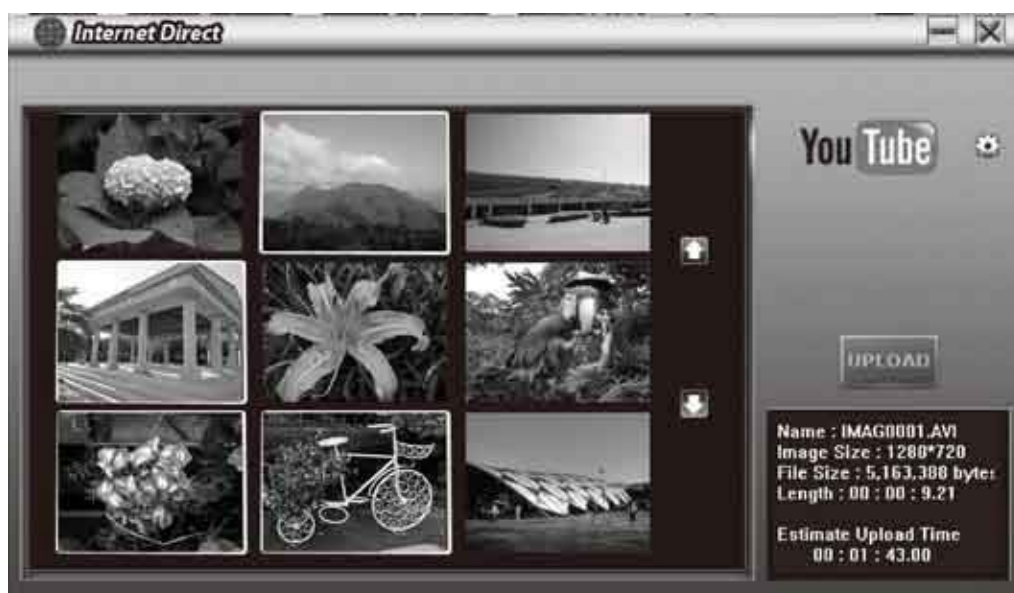 Internet Direct
You Tube
UPLOAD
Name : IMAG0001.AVI
Image Size : 1280*720
File Size : 5,163,388 bytes
Length : 00 : 00 : 9.21
Estimate Upload Time
00 : 01 : 43.00